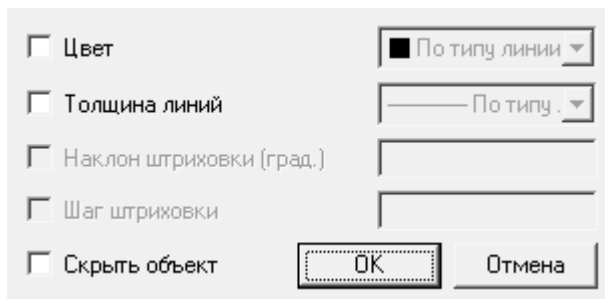 Цвет По типу линии
Толщина линий По типу .
Наклон штриховки (град.)
Шаг штриховки
Скрыть объект OK Отмена